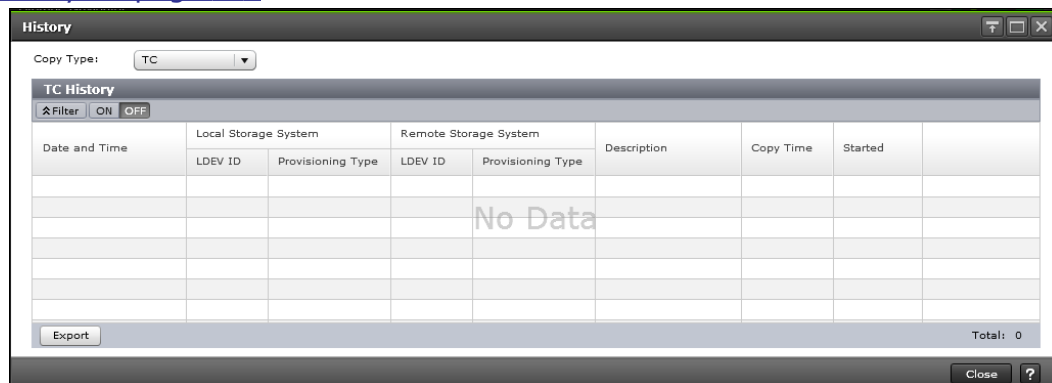 History
Copy Type: TC
TC History
Filter ON OFF
Date and Time
Local Storage System
Remote Storage System
LDEV ID
Provisioning Type
LDEV ID
Provisioning Type
Description
Copy Time
Started
No Data
Export
Total: 0
Close ?